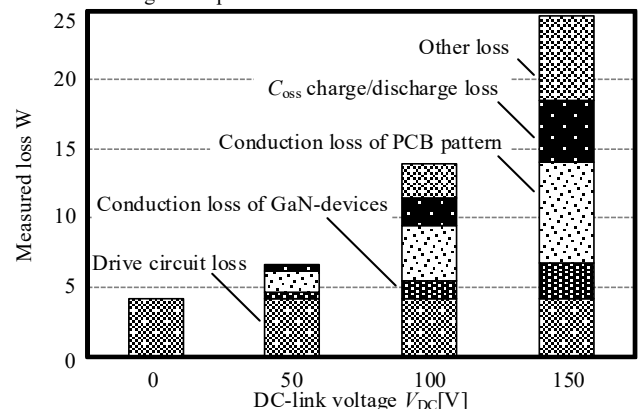 25
Other loss
20
Coss charge/discharge loss
15
Conduction loss of PCB pattern
Measured loss W
10
Conduction loss of GaN-devices
Drive circuit loss
5
0
0 50 100 150
DC-link voltage VDC[V]